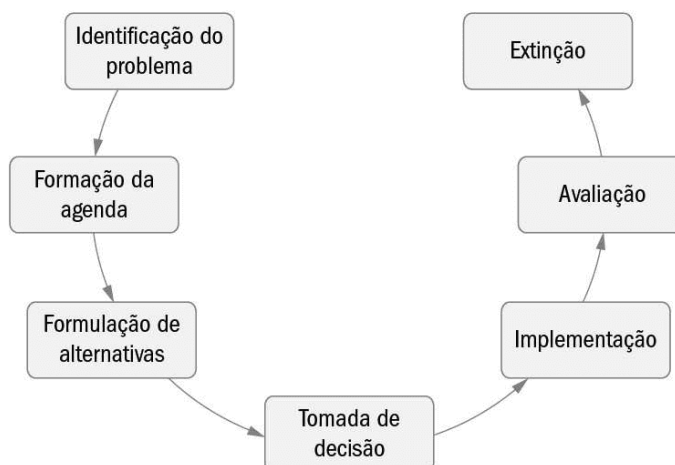 Identificação do
problema
Formação da
agenda
Formulação de
alternativas
Tomada de
decisão
Implementação
Avaliação
Extinção